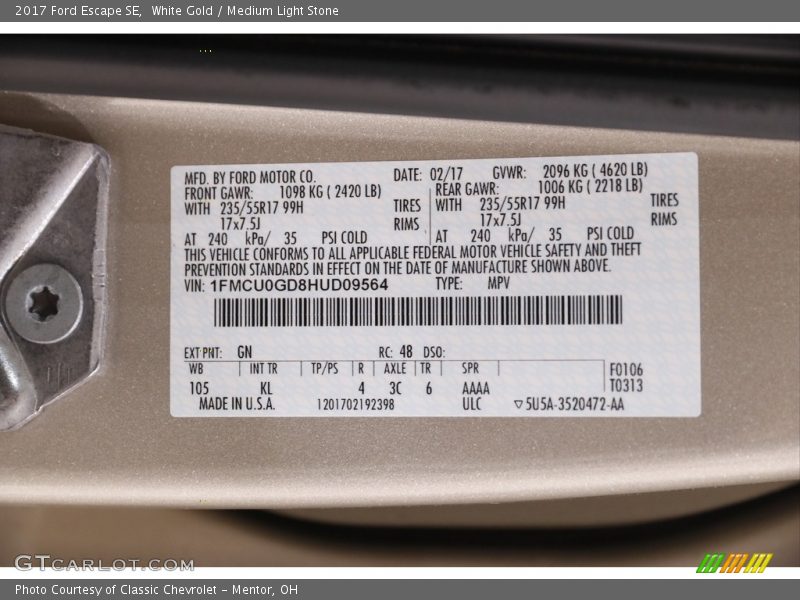 2017 Ford Escape SE, White Gold / Medium Light Stone
MFD. BY FORD MOTOR CO. DATE: 02/17 GVWR: 2096 KG ( 4620 LB)
FRONT GAWR: 1098 KG ( 2420 LB) REAR GAWR: 1006 KG ( 2218 LB)
WITH 235/55R17 99H TIRES WITH 235/55R17 99H TIRES
17x7.5J RIMS 17x7.5J RIMS
AT 240 kPa/ 35 PSI COLD AT 240 kPa/ 35 PSI COLD
THIS VEHICLE CONFORMS TO ALL APPLICABLE FEDERAL MOTOR VEHICLE SAFETY AND THEFT
PREVENTION STANDARDS IN EFFECT ON THE DATE OF MANUFACTURE SHOWN ABOVE.
VIN: 1FMCU0GD8HUD09564 TYPE: MPV
EXT PNT: GN RC: 48 DSO:
WB INT TR TP/PS R AXLE TR SPR F0106
105 KL 4 3C 6 AAAA T0313
MADE IN U.S.A. 1201702192398 ULC ▽5U5A-3520472-AA
GTCARLOT.COM
Photo Courtesy of Classic Chevrolet - Mentor, OH